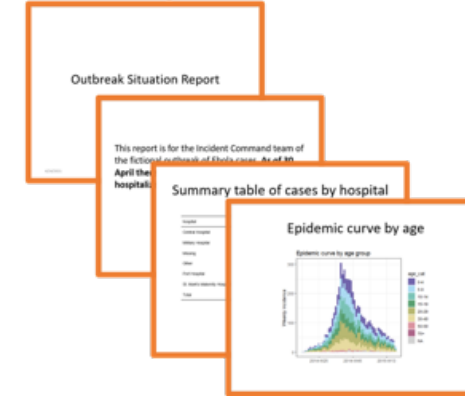 Outbreak Situation Report
This report is for the Incident Command team of
the fictional outbreak of Ebola cases. As of 30
April the
hospitali
Summary table of cases by hospital
Hospital
Central Hospital
Military Hospital
Missing
Other
Port Hospital
St. Mark's Maternity Hosp
Total
Epidemic curve by age
Epidemic curve by age group
Weekly incidence
age_cat